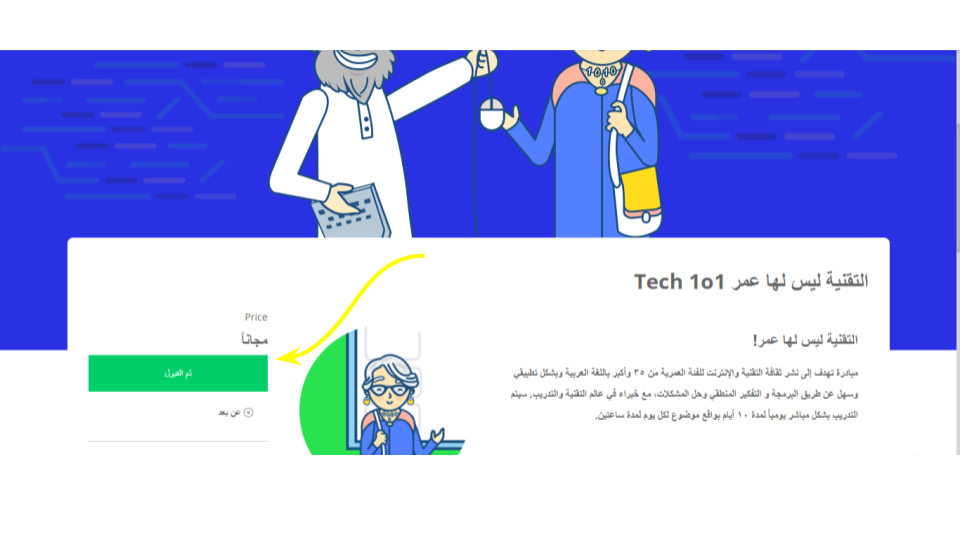 التقنية ليس لها عمر Tech 1o1
التقنية ليس لها عمر!
مبادرة تهدف إلى نشر ثقافة التقنية والإنترنت للفئة العمرية من ٣٥ وأكبر باللغة العربية وبشكل تطبيقي
وسهل عن طريق البرمجة و التفكير المنطقي وحل المشكلات، مع خبراء في عالم التقنية والتدريب. سيتم
التدريب بشكل مباشر يومياً لمدة ١٠ أيام بواقع موضوع لكل يوم لمدة ساعتين.
Price
مجاناً
تم القبول
عن بعد